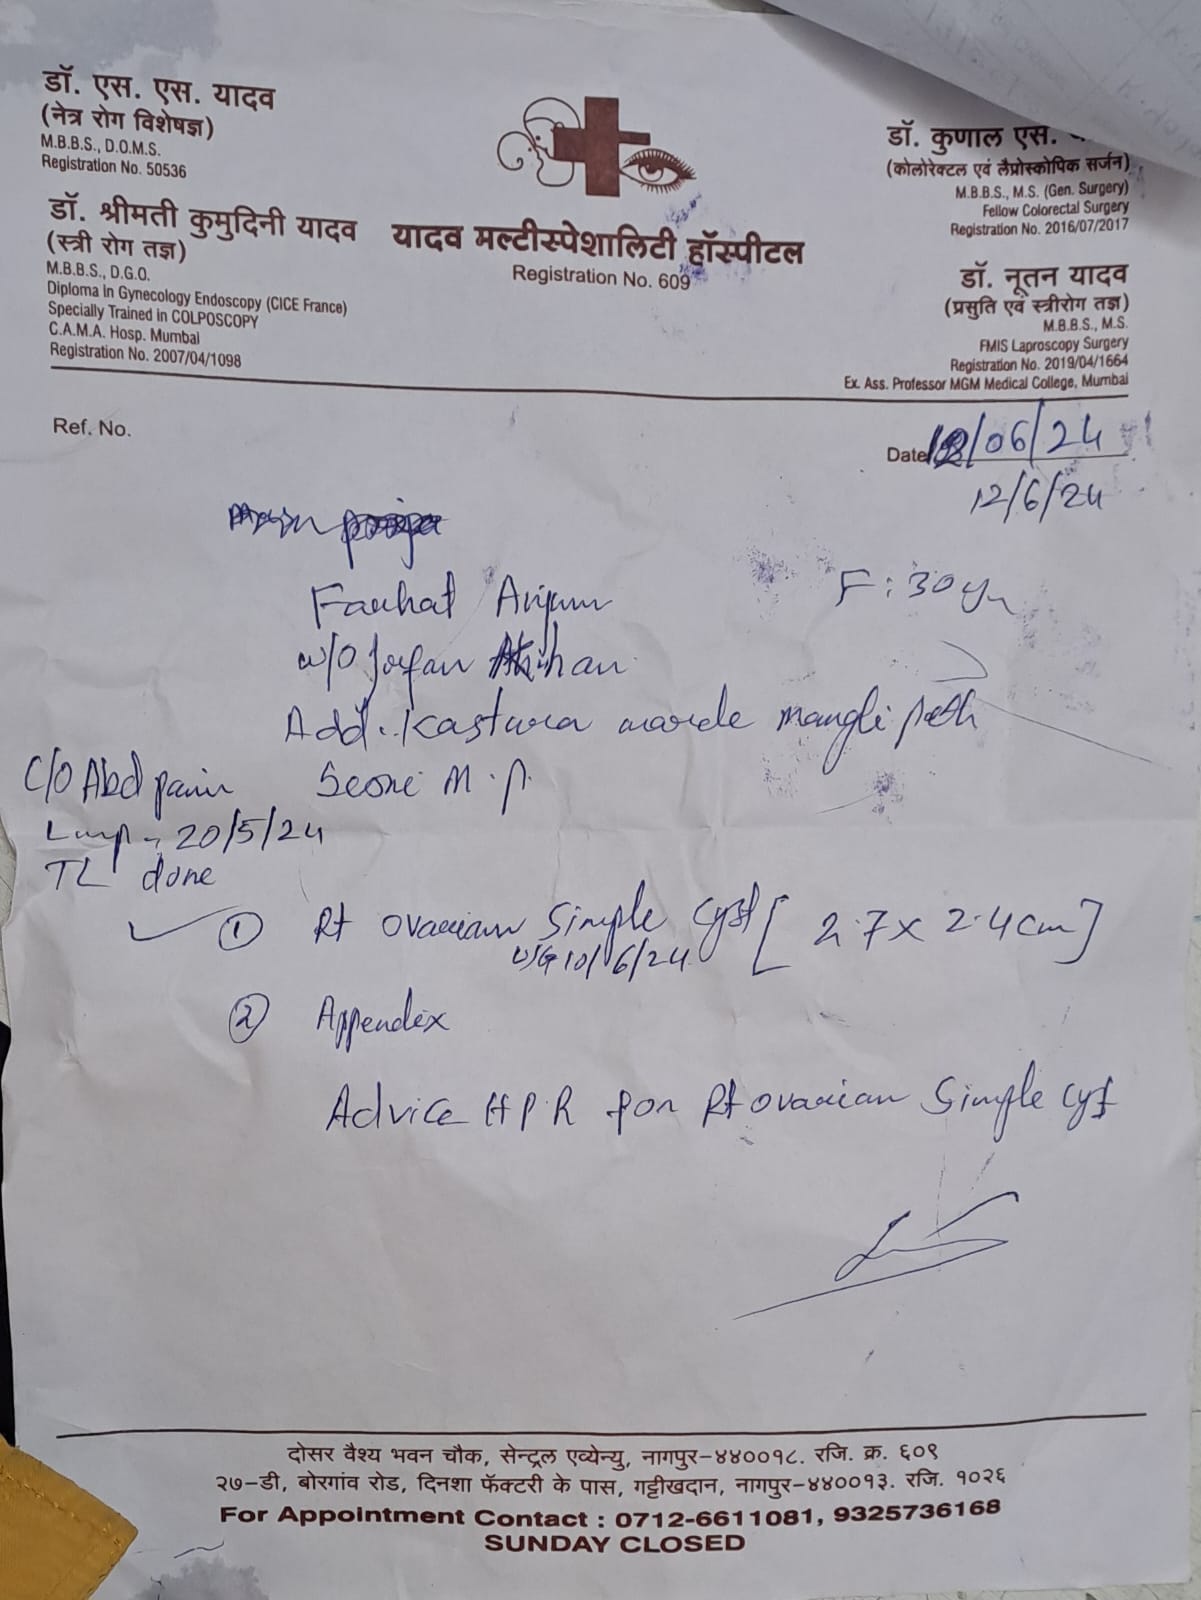 डॉ. एस. एस. यादव
(नेत्र रोग विशेषज्ञ)
M.B.B.S., D.O.M.S.
Registration No. 50536
डॉ. श्रीमती कुमुदिनी यादव
(स्त्री रोग तज्ञ)
M.B.B.S., D.G.O.
Diploma in Gynecology Endoscopy (CICE France)
Specially Trained in COLPOSCOPY
C.A.M.A. Hosp. Mumbai
Registration No. 2007/04/1098
यादव मल्टीस्पेशालिटी हॉस्पीटल
Registration No. 609
डॉ. कुणाल एस.
(कोलोरेक्टल एवं लॅप्रोस्कोपिक सर्जन)
M.B.B.S., M.S. (Gen. Surgery)
Fellow Colorectal Surgery
Registration No. 2016/07/2017
डॉ. नूतन यादव
(प्रसुति एवं स्त्रीरोग तज्ञ)
M.B.B.S., M.S.
FMIS Laproscopy Surgery
Registration No. 2019/04/1664
Ex. Ass. Professor MGM Medical College, Mumbai
Ref. No.
Date 12/06/24
12/6/24
Farhat Anjum F: 30 yr
w/o
Add. Kastura warde mangli peth
Seoni M.P.
C/O Abd pain
Lmp - 20/5/24
TL done
① Rt ovarian Simple Cyst [ 2.7 x 2.4 cm ]
USG 10/6/24
② Appendix
Advice H P R for Rt ovarian Simple Cyst
दोसर वैश्य भवन चौक, सेन्ट्रल एव्येन्यु, नागपुर-४४००१८. रजि. क्र. ६०९
२७-डी, बोरगांव रोड, दिनशा फॅक्टरी के पास, गट्टीखदान, नागपुर-४४००१३. रजि. १०२६
For Appointment Contact : 0712-6611081, 9325736168
SUNDAY CLOSED